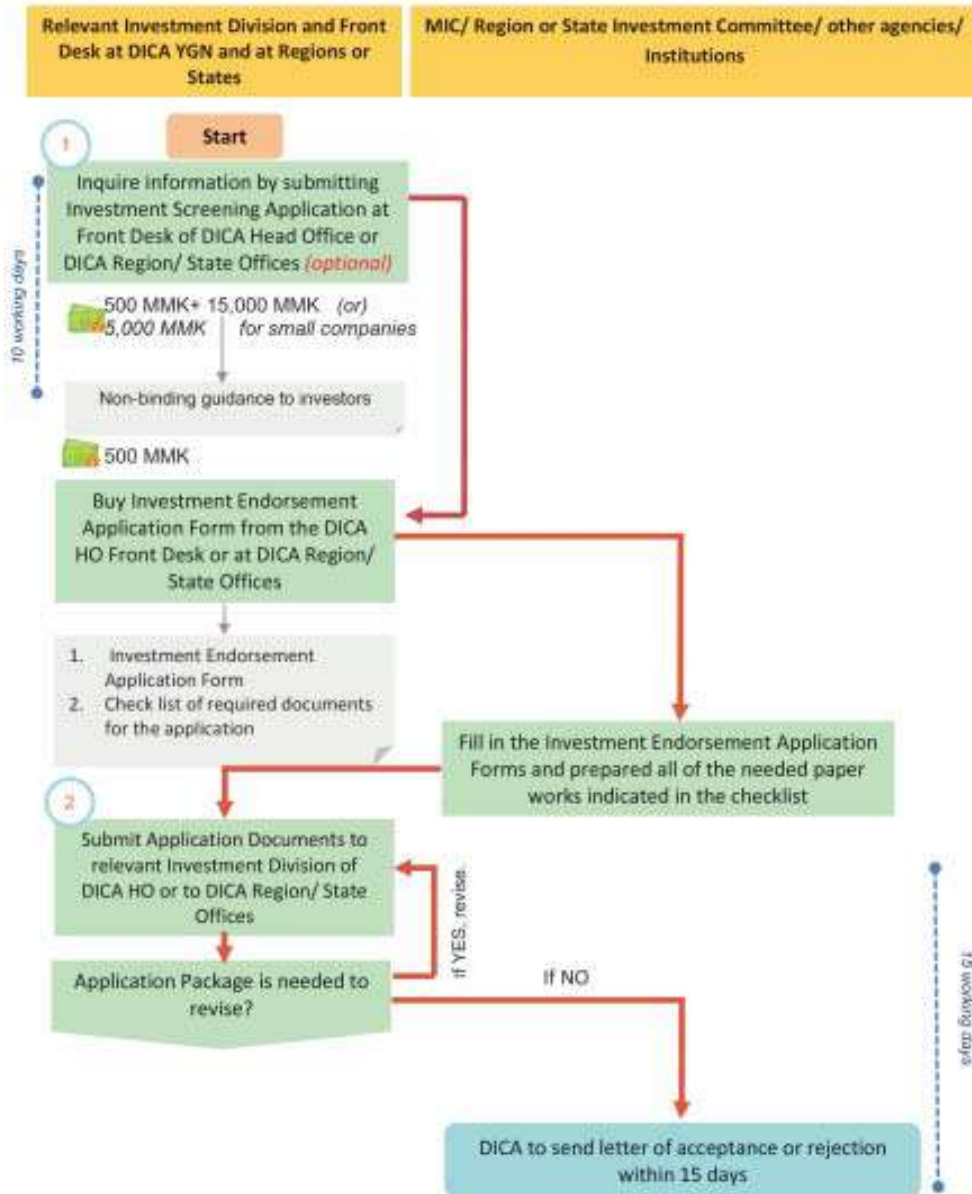 Relevant Investment Division and Front
Desk at DICA YGN and at Regions or
States
MIC/ Region or State Investment Committee/ other agencies/
Institutions
1
Start
Inquire information by submitting
Investment Screening Application at
Front Desk of DICA Head Office or
DICA Region/ State Offices (optional)
10 working days
500 MMK+ 15,000 MMK (or)
5,000 MMK for small companies
Non-binding guidance to investors
500 MMK
Buy Investment Endorsement
Application Form from the DICA
HO Front Desk or at DICA Region/
State Offices
1. Investment Endorsement
Application Form
2. Check list of required documents
for the application
Fill in the Investment Endorsement Application
Forms and prepared all of the needed paper
works indicated in the checklist
2
Submit Application Documents to
relevant Investment Division of
DICA HO or to DICA Region/ State
Offices
If YES, revise.
Application Package is needed to
revise?
If NO
15 working days
DICA to send letter of acceptance or rejection
within 15 days